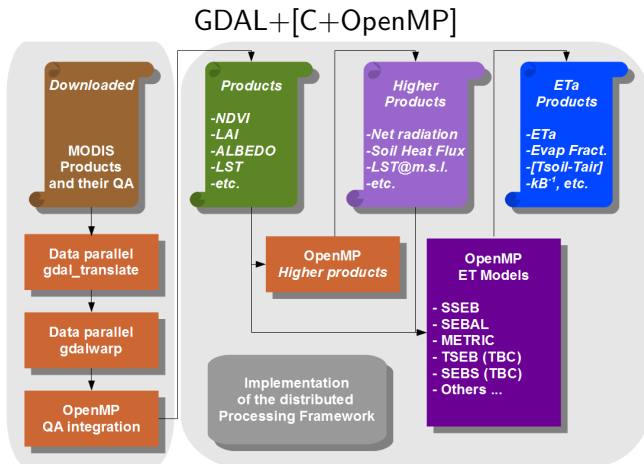 GDAL+[C+OpenMP]
Downloaded
MODIS
Products
and their QA
Data parallel
gdal_translate
Data parallel
gdalwarp
OpenMP
QA integration
Products
-NDVI
-LAI
-ALBEDO
-LST
-etc.
Higher
Products
-Net radiation
-Soil Heat Flux
-LST@m.s.l.
-etc.
ETa
Products
-ETa
-Evap Fract.
-[Tsoil-Tair]
-kB⁻¹, etc.
OpenMP
Higher products
OpenMP
ET Models
- SSEB
- SEBAL
- METRIC
- TSEB (TBC)
- SEBS (TBC)
- Others ...
Implementation
of the distributed
Processing Framework